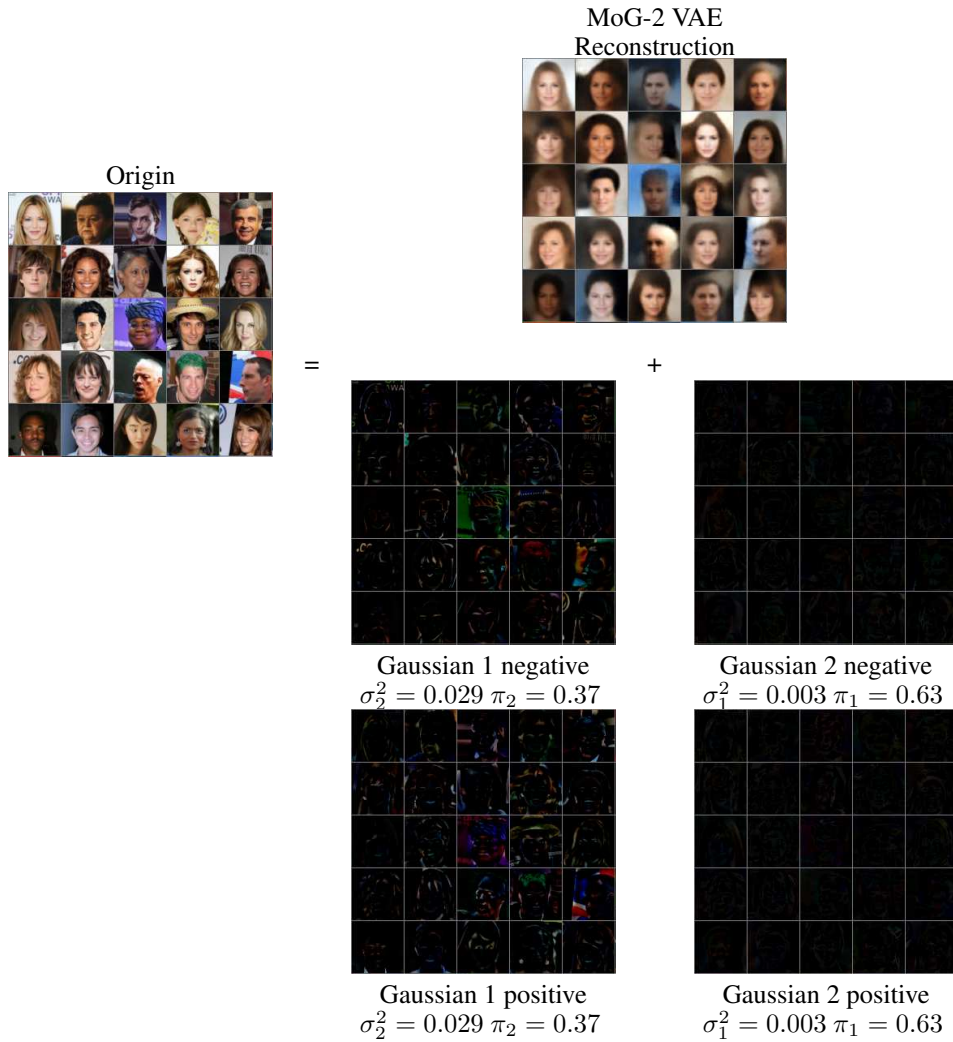 MoG-2 VAE
Reconstruction
Origin
= +
Gaussian 1 negative
σ₂² = 0.029 π₂ = 0.37
Gaussian 2 negative
σ₁² = 0.003 π₁ = 0.63
Gaussian 1 positive
σ₂² = 0.029 π₂ = 0.37
Gaussian 2 positive
σ₁² = 0.003 π₁ = 0.63